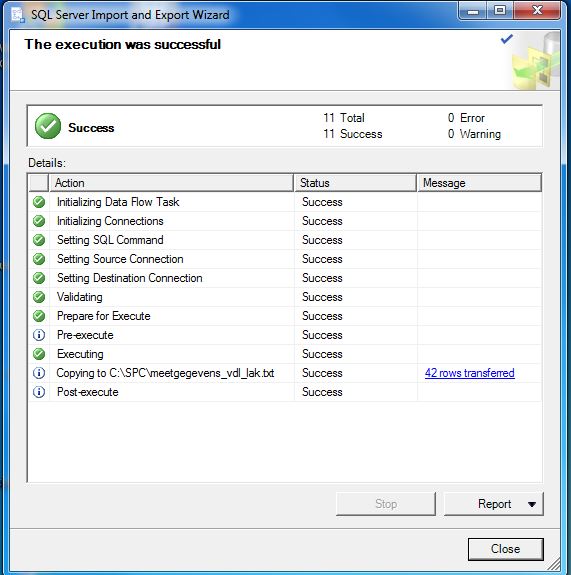 SQL Server Import and Export Wizard
The execution was successful
Success
11 Total
0 Error
11 Success
0 Warning
Details:
Action Status Message
Initializing Data Flow Task Success
Initializing Connections Success
Setting SQL Command Success
Setting Source Connection Success
Setting Destination Connection Success
Validating Success
Prepare for Execute Success
Pre-execute Success
Executing Success
Copying to C:\SPC\meetgegevens_vdl_lak.txt Success 42 rows transferred
Post-execute Success
Stop
Report
Close